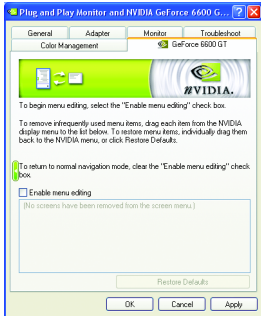 Plug and Play Monitor and NVIDIA GeForce 6600 G...
General Adapter Monitor Troubleshoot
Color Management GeForce 6600 GT
NVIDIA.
To begin menu editing, select the "Enable menu editing" check box.
To remove infrequently used menu items, drag each item from the NVIDIA
display menu to the list below. To restore menu items, individually drag them
back to the NVIDIA menu, or click Restore Defaults.
To return to normal navigation mode, clear the "Enable menu editing" check
box.
Enable menu editing
(No screens have been removed from the screen menu.)
Restore Defaults
OK Cancel Apply